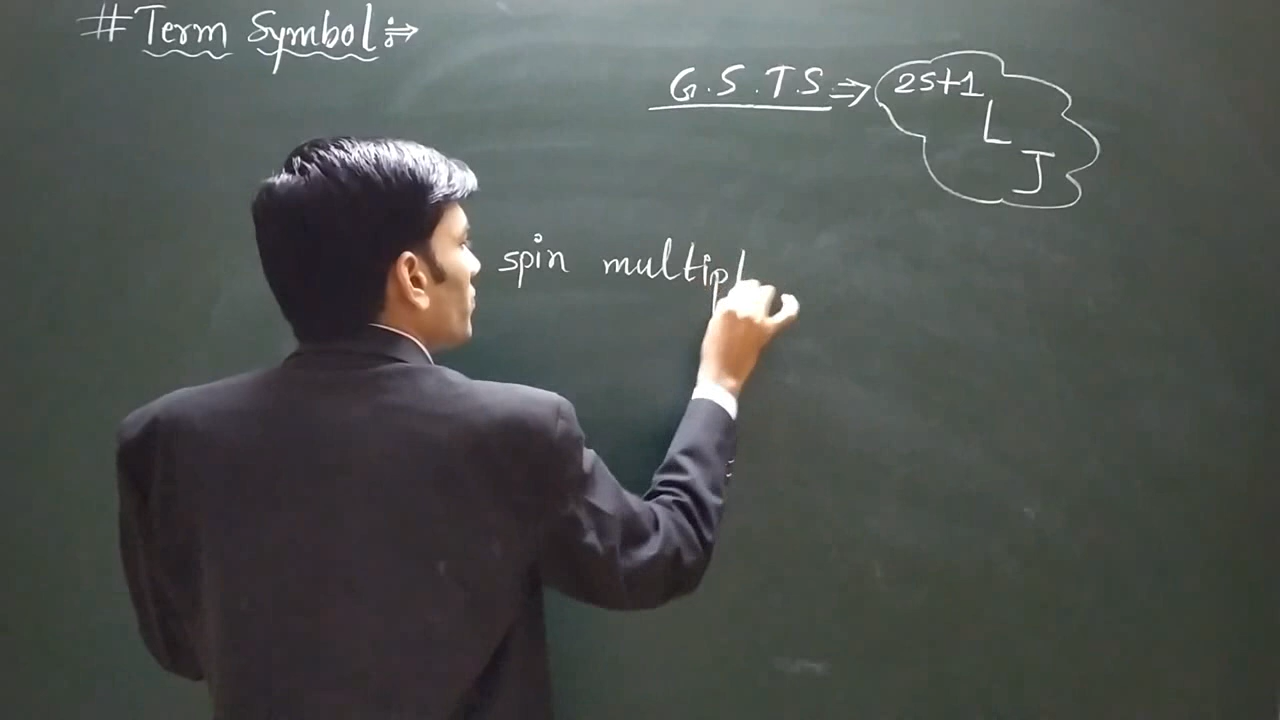 # Term Symbol :⇒
G.S.T.S. ⇒ 2S+1
L
J
spin multipl